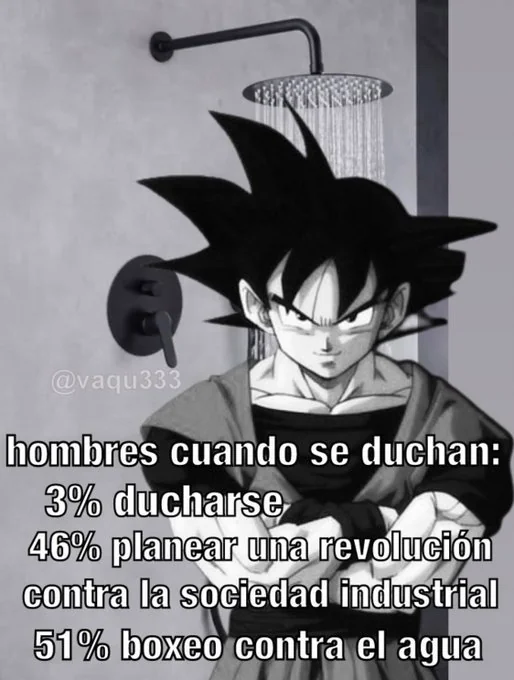 @vaqu333
hombres cuando se duchan:
3% ducharse
46% planear una revolución
contra la sociedad industrial
51% boxeo contra el agua